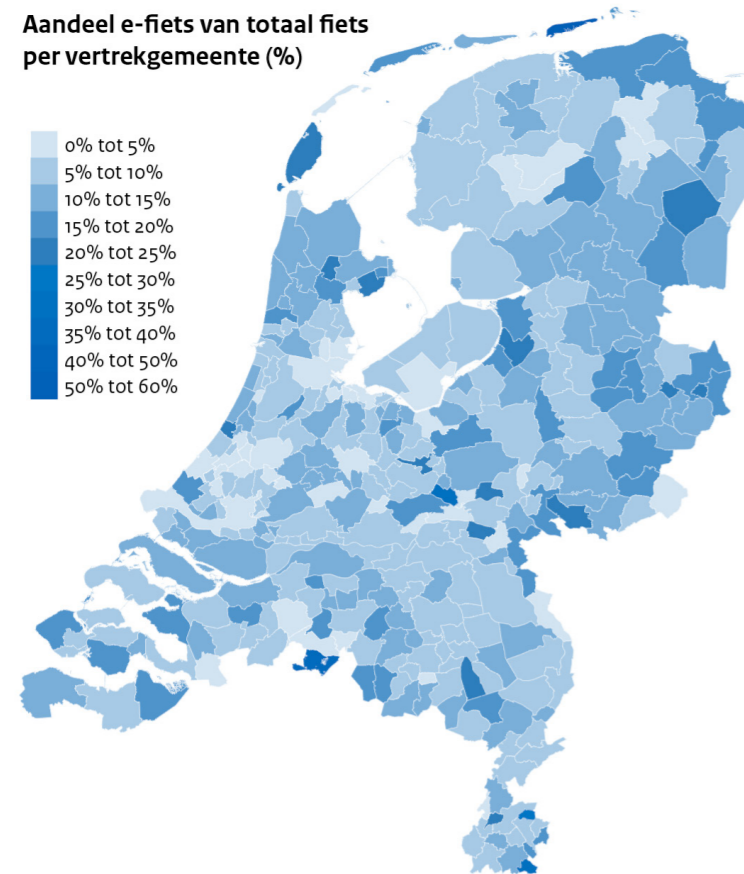 Aandeel e-fiets van totaal fiets
per vertrekgemeente (%)
0% tot 5%
5% tot 10%
10% tot 15%
15% tot 20%
20% tot 25%
25% tot 30%
30% tot 35%
35% tot 40%
40% tot 50%
50% tot 60%